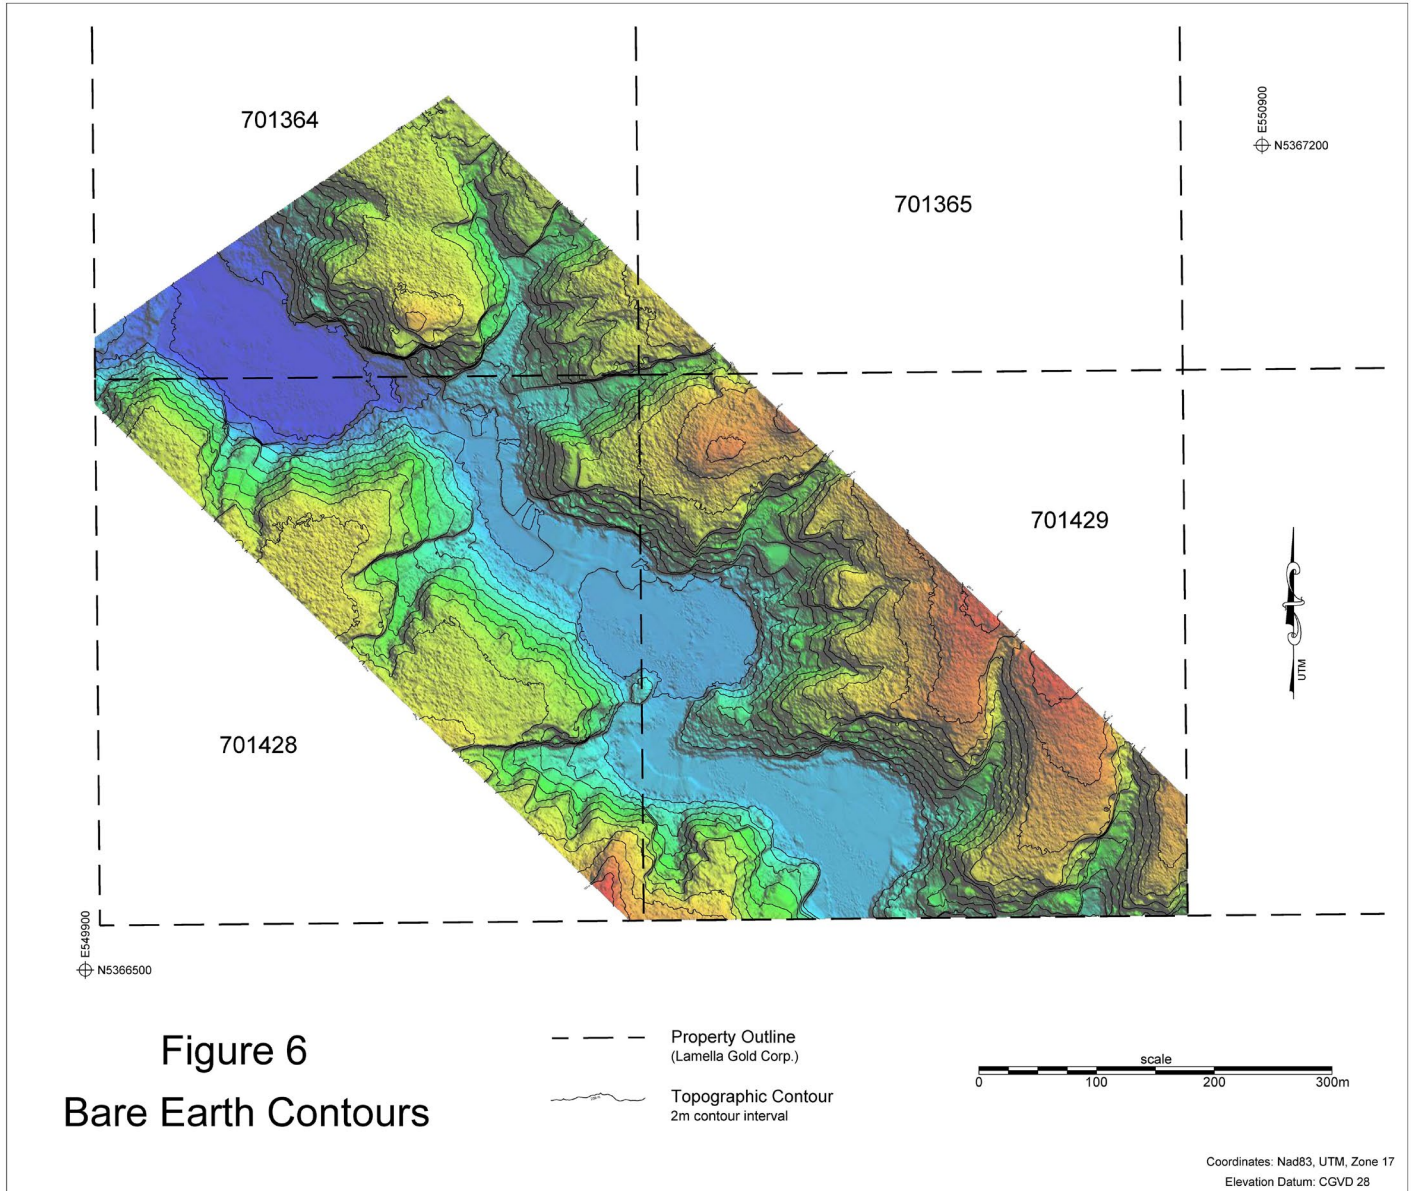 701364
E550900
N5367200
701365
701429
UTM
701428
E549900
N5366500
Figure 6
Bare Earth Contours
Property Outline
(Lamella Gold Corp.)
Topographic Contour
2m contour interval
scale
0 100 200 300m
Coordinates: Nad83, UTM, Zone 17
Elevation Datum: CGVD 28